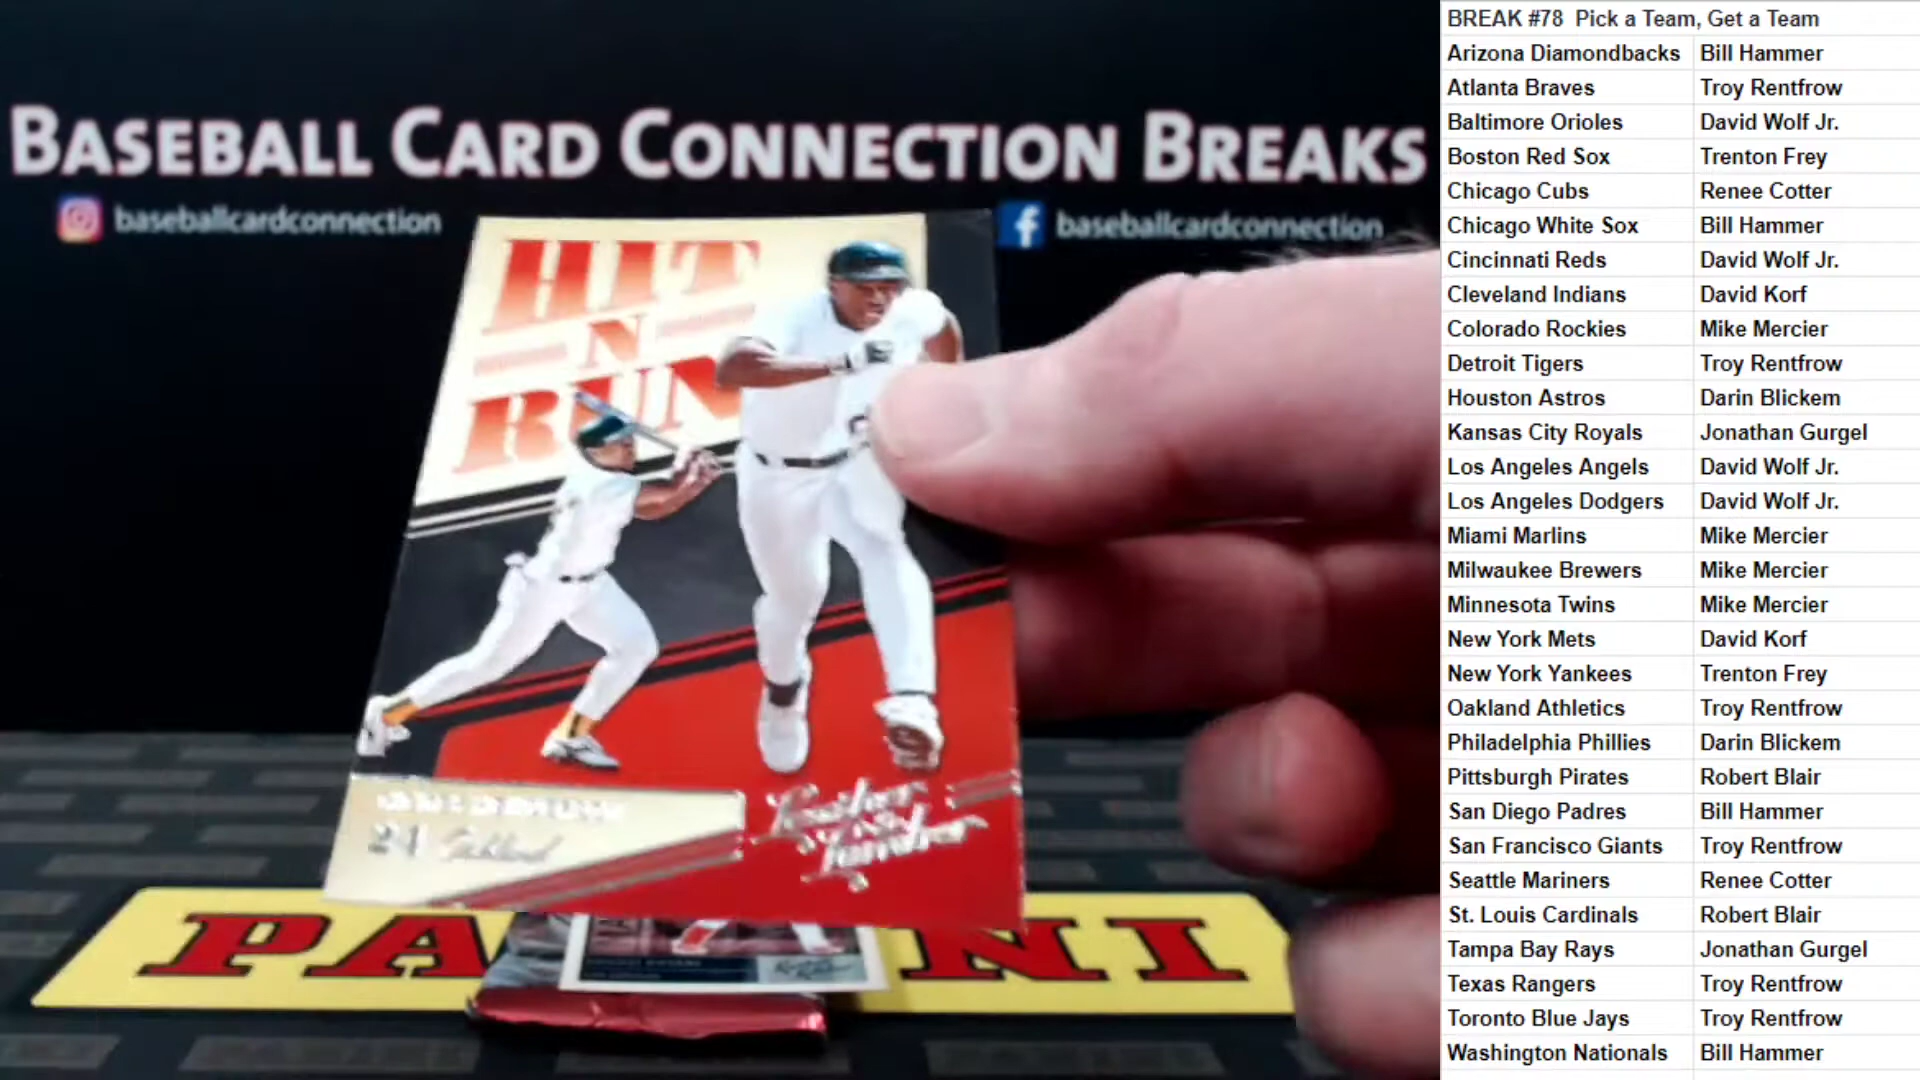 BASEBALL CARD CONNECTION BREAKS
baseballcardconnection
baseballcardconnection
HIT
N
RUN
24 Oakland
Leather
&
Lumber
PANINI
BREAK #78 Pick a Team, Get a Team
Arizona Diamondbacks Bill Hammer
Atlanta Braves Troy Rentfrow
Baltimore Orioles David Wolf Jr.
Boston Red Sox Trenton Frey
Chicago Cubs Renee Cotter
Chicago White Sox Bill Hammer
Cincinnati Reds David Wolf Jr.
Cleveland Indians David Korf
Colorado Rockies Mike Mercier
Detroit Tigers Troy Rentfrow
Houston Astros Darin Blickem
Kansas City Royals Jonathan Gurgel
Los Angeles Angels David Wolf Jr.
Los Angeles Dodgers David Wolf Jr.
Miami Marlins Mike Mercier
Milwaukee Brewers Mike Mercier
Minnesota Twins Mike Mercier
New York Mets David Korf
New York Yankees Trenton Frey
Oakland Athletics Troy Rentfrow
Philadelphia Phillies Darin Blickem
Pittsburgh Pirates Robert Blair
San Diego Padres Bill Hammer
San Francisco Giants Troy Rentfrow
Seattle Mariners Renee Cotter
St. Louis Cardinals Robert Blair
Tampa Bay Rays Jonathan Gurgel
Texas Rangers Troy Rentfrow
Toronto Blue Jays Troy Rentfrow
Washington Nationals Bill Hammer